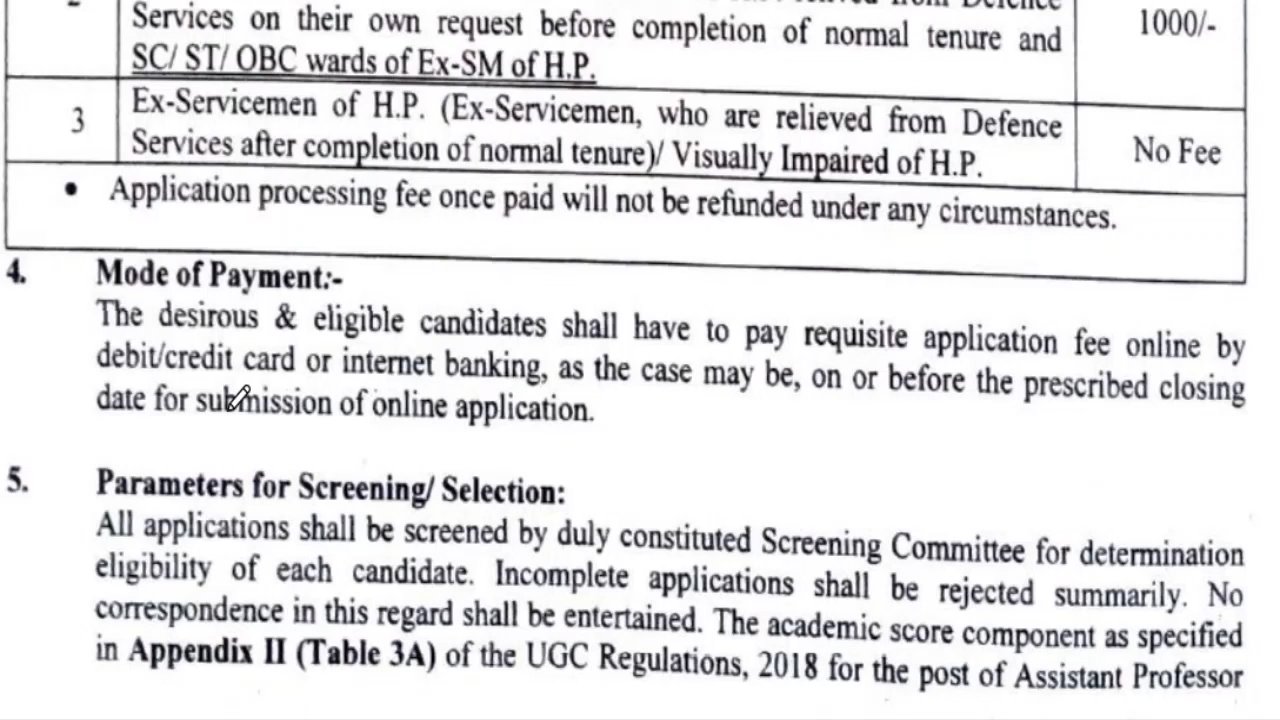 Services on their own request before completion of normal tenure and
SC/ ST/ OBC wards of Ex-SM of H.P.
1000/-
3
Ex-Servicemen of H.P. (Ex-Servicemen, who are relieved from Defence
Services after completion of normal tenure)/ Visually Impaired of H.P.
No Fee
• Application processing fee once paid will not be refunded under any circumstances.
4. Mode of Payment:-
The desirous & eligible candidates shall have to pay requisite application fee online by
debit/credit card or internet banking, as the case may be, on or before the prescribed closing
date for submission of online application.
5. Parameters for Screening/ Selection:
All applications shall be screened by duly constituted Screening Committee for determination
eligibility of each candidate. Incomplete applications shall be rejected summarily. No
correspondence in this regard shall be entertained. The academic score component as specified
in Appendix II (Table 3A) of the UGC Regulations, 2018 for the post of Assistant Professor